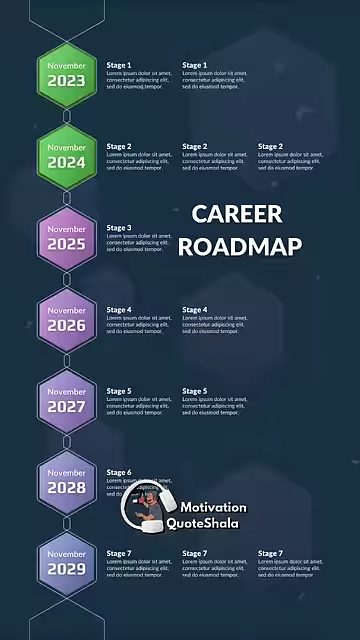 November
2023
Stage 1
Lorem ipsum dolor sit amet,
consectetur adipiscing elit,
sed do eiusmod tempor.
Stage 1
Lorem ipsum dolor sit amet,
consectetur adipiscing elit,
sed do eiusmod tempor.
November
2024
Stage 2
Lorem ipsum dolor sit amet,
consectetur adipiscing elit,
sed do eiusmod tempor.
Stage 2
Lorem ipsum dolor sit amet,
consectetur adipiscing elit,
sed do eiusmod tempor.
Stage 2
Lorem ipsum dolor sit amet,
consectetur adipiscing elit,
sed do eiusmod tempor
CAREER
ROADMAP
November
2025
Stage 3
Lorem ipsum dolor sit amet,
consectetur adipiscing elit,
sed do eiusmod tempor.
November
2026
Stage 4
Lorem ipsum dolor sit amet,
consectetur adipiscing elit,
sed do eiusmod tempor.
Stage 4
Lorem ipsum dolor sit amet,
consectetur adipiscing elit,
sed do eiusmod tempor.
November
2027
Stage 5
Lorem ipsum dolor sit amet,
consectetur adipiscing elit,
sed do eiusmod tempor.
Stage 5
Lorem ipsum dolor sit amet,
consectetur adipiscing elit,
sed do eiusmod tempor.
November
2028
Stage 6
Lorem ipsum dolor sit amet,
sed do
Motivation
QuoteShala
November
2029
Stage 7
Lorem ipsum dolor sit amet,
consectetur adipiscing elit,
sed do eiusmod tempor.
Stage 7
Lorem ipsum dolor sit amet,
consectetur adipiscing elit,
sed do eiusmod tempor.
Stage 7
Lorem ipsum dolor sit amet,
consectetur adipiscing elit,
sed do eiusmod tempor.